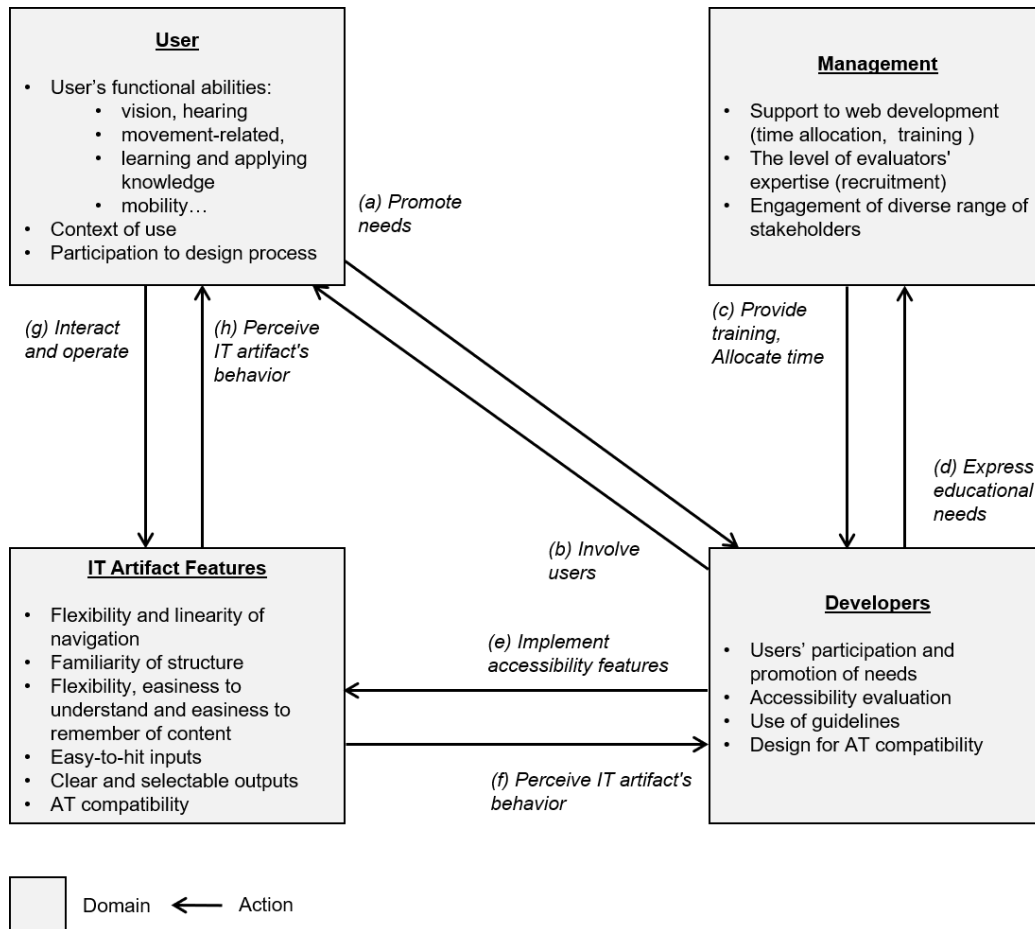 User
• User's functional abilities:
• vision, hearing
• movement-related,
• learning and applying
knowledge
• mobility…
• Context of use
• Participation to design process
Management
• Support to web development
(time allocation, training )
• The level of evaluators'
expertise (recruitment)
• Engagement of diverse range of
stakeholders
(a) Promote
needs
(g) Interact
and operate
(h) Perceive
IT artifact's
behavior
(c) Provide
training,
Allocate time
(d) Express
educational
needs
(b) Involve
users
IT Artifact Features
• Flexibility and linearity of
navigation
• Familiarity of structure
• Flexibility, easiness to
understand and easiness to
remember of content
• Easy-to-hit inputs
• Clear and selectable outputs
• AT compatibility
(e) Implement
accessibility features
(f) Perceive IT artifact's
behavior
Developers
• Users' participation and
promotion of needs
• Accessibility evaluation
• Use of guidelines
• Design for AT compatibility
Domain
Action